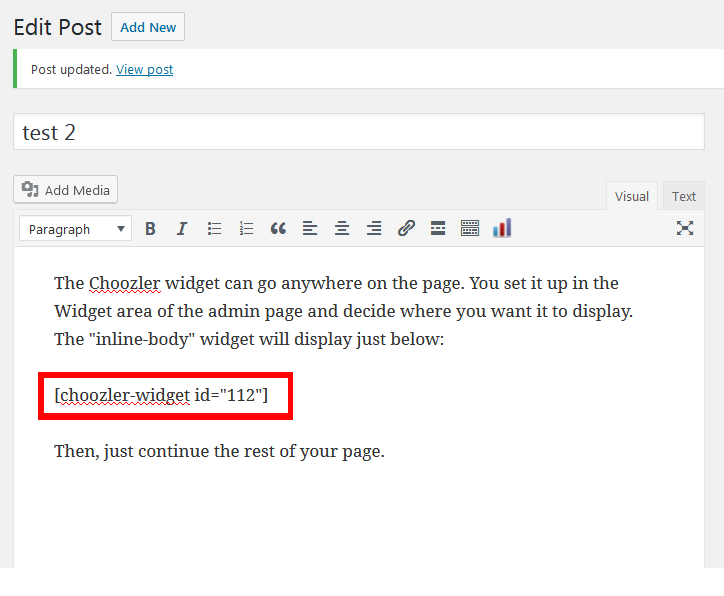 Edit Post Add New
Post updated. View post
test 2
Add Media
Visual Text
Paragraph B I
The Choozler widget can go anywhere on the page. You set it up in the
Widget area of the admin page and decide where you want it to display.
The "inline-body" widget will display just below:
[choozler-widget id="112"]
Then, just continue the rest of your page.